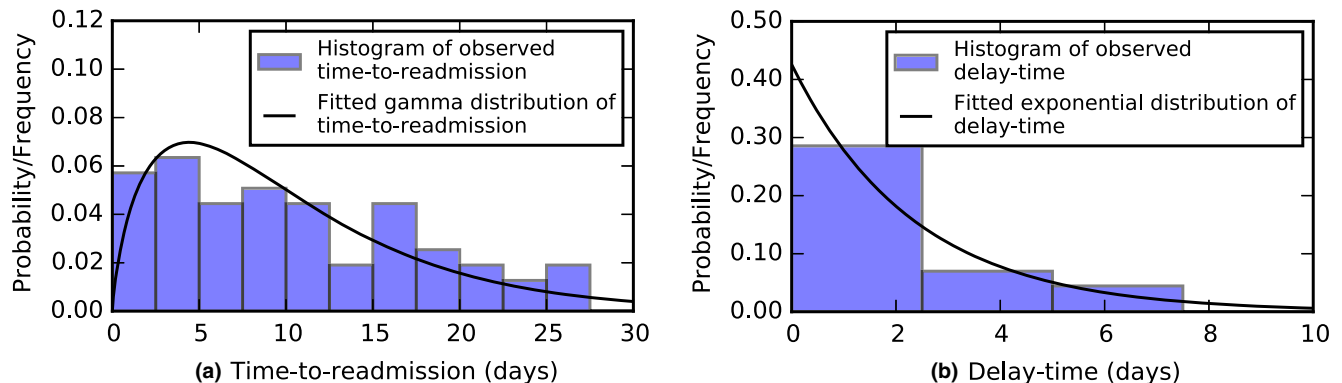 0.12
0.10
0.08
0.06
0.04
0.02
0.00
Probability/Frequency
Histogram of observed
time-to-readmission
Fitted gamma distribution of
time-to-readmission
0 5 10 15 20 25 30
(a) Time-to-readmission (days)
0.50
0.40
0.30
0.20
0.10
0.00
Probability/Frequency
Histogram of observed
delay-time
Fitted exponential distribution of
delay-time
0 2 4 6 8 10
(b) Delay-time (days)